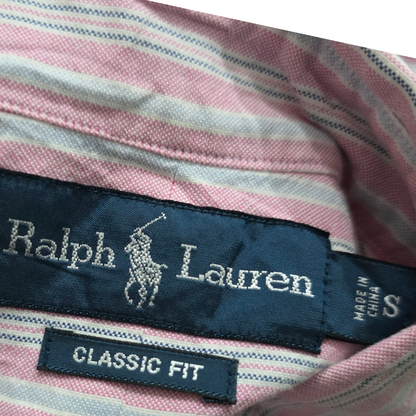 Ralph Lauren
MADE IN
CHINA
S
CLASSIC FIT